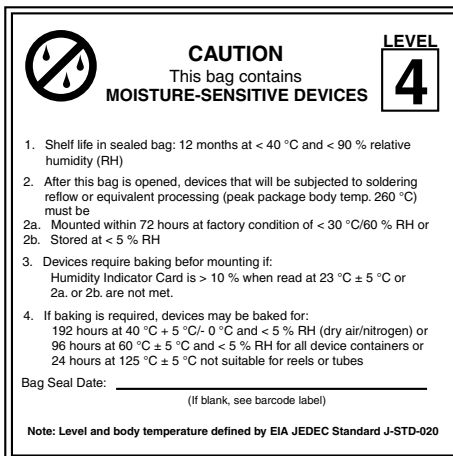 CAUTION
This bag contains
MOISTURE-SENSITIVE DEVICES
LEVEL
4
1. Shelf life in sealed bag: 12 months at < 40 °C and < 90 % relative
humidity (RH)
2. After this bag is opened, devices that will be subjected to soldering
reflow or equivalent processing (peak package body temp. 260 °C)
must be
2a. Mounted within 72 hours at factory condition of < 30 °C/60 % RH or
2b. Stored at < 5 % RH
3. Devices require baking befor mounting if:
Humidity Indicator Card is > 10 % when read at 23 °C ± 5 °C or
2a. or 2b. are not met.
4. If baking is required, devices may be baked for:
192 hours at 40 °C + 5 °C/- 0 °C and < 5 % RH (dry air/nitrogen) or
96 hours at 60 °C ± 5 °C and < 5 % RH for all device containers or
24 hours at 125 °C ± 5 °C not suitable for reels or tubes
Bag Seal Date:
(If blank, see barcode label)
Note: Level and body temperature defined by EIA JEDEC Standard J-STD-020